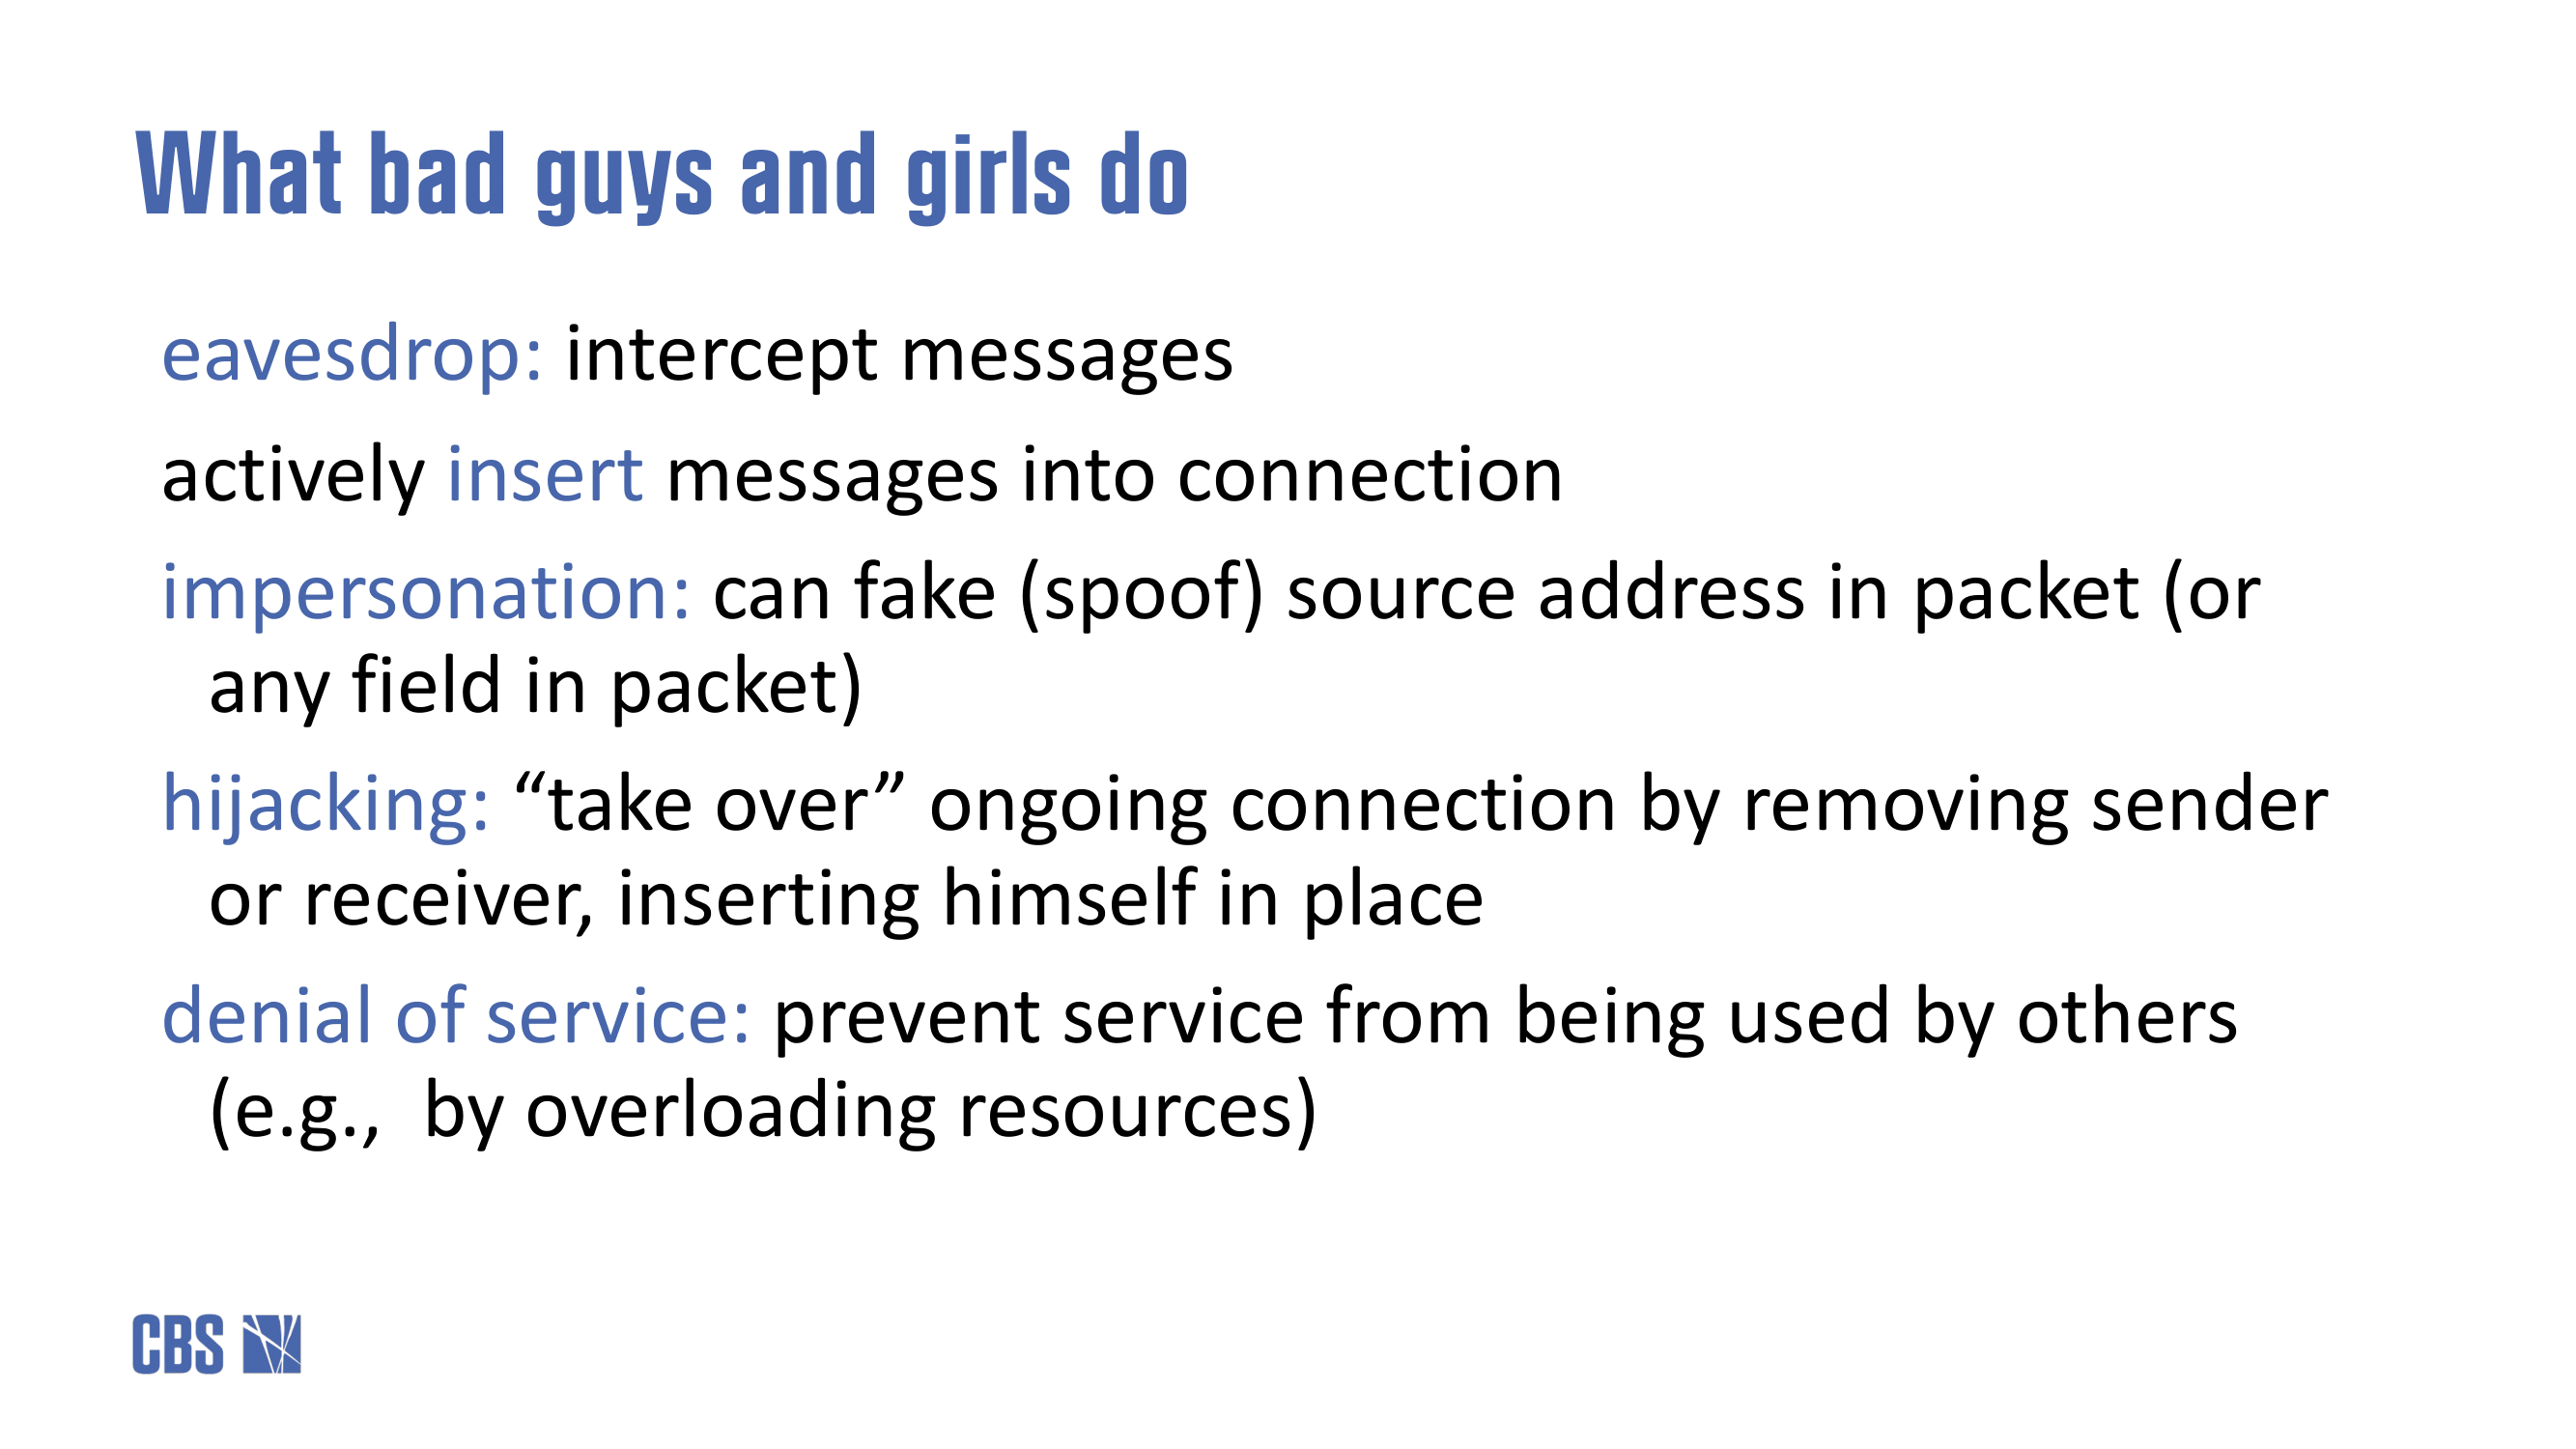 What bad guys and girls do
eavesdrop: intercept messages
actively insert messages into connection
impersonation: can fake (spoof) source address in packet (or
any field in packet)
hijacking: “take over” ongoing connection by removing sender
or receiver, inserting himself in place
denial of service: prevent service from being used by others
(e.g.,  by overloading resources)
CBS